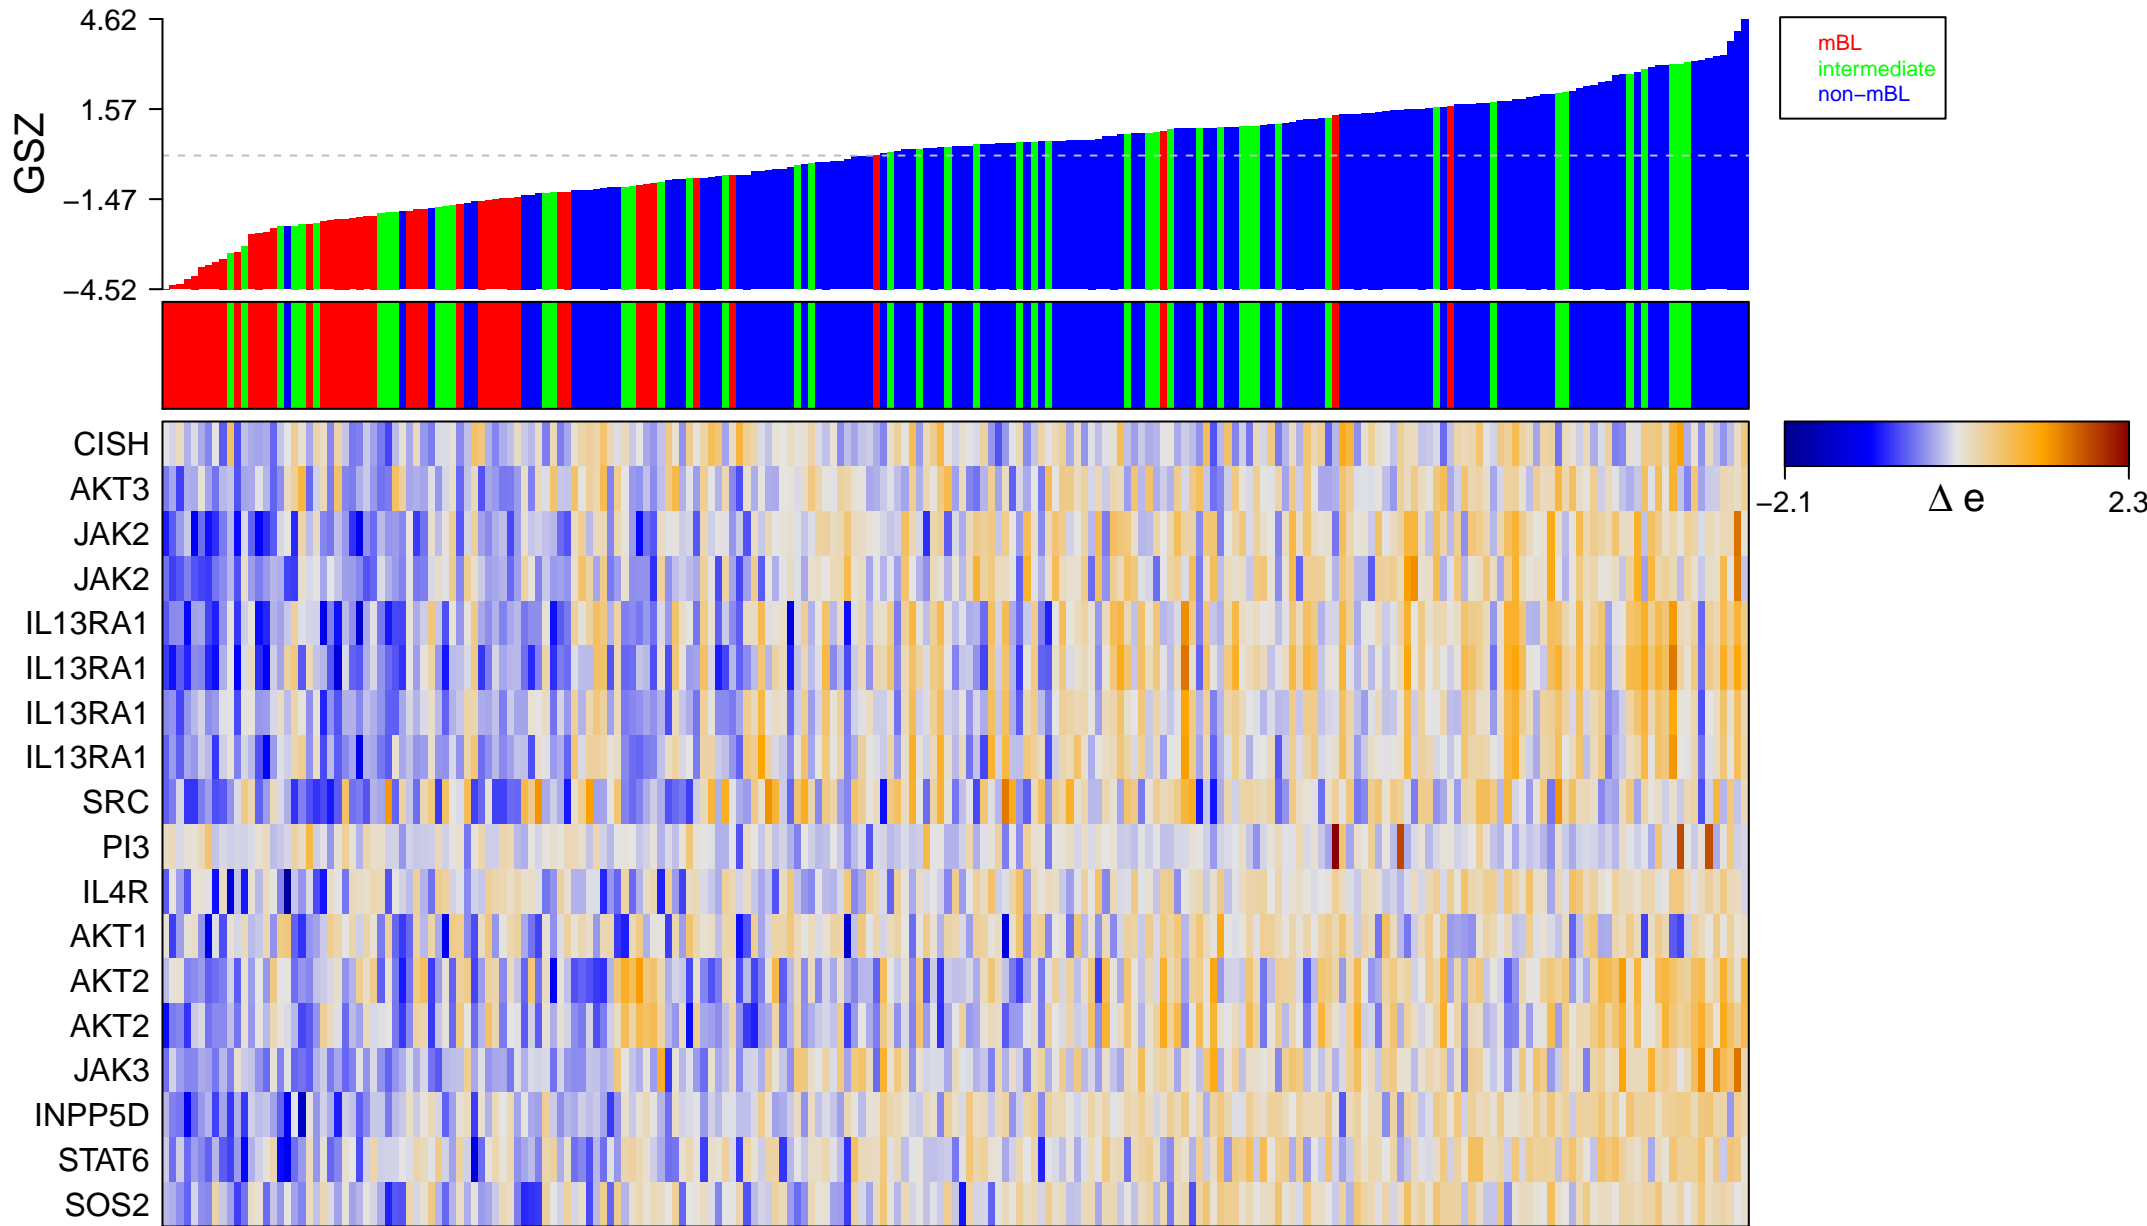 4.62
1.57
−1.47
−4.52
GSZ
mBL
intermediate
non−mBL
CISH
AKT3
JAK2
JAK2
IL13RA1
IL13RA1
IL13RA1
IL13RA1
SRC
PI3
IL4R
AKT1
AKT2
AKT2
JAK3
INPP5D
STAT6
SOS2
−2.1
Δ e
2.3